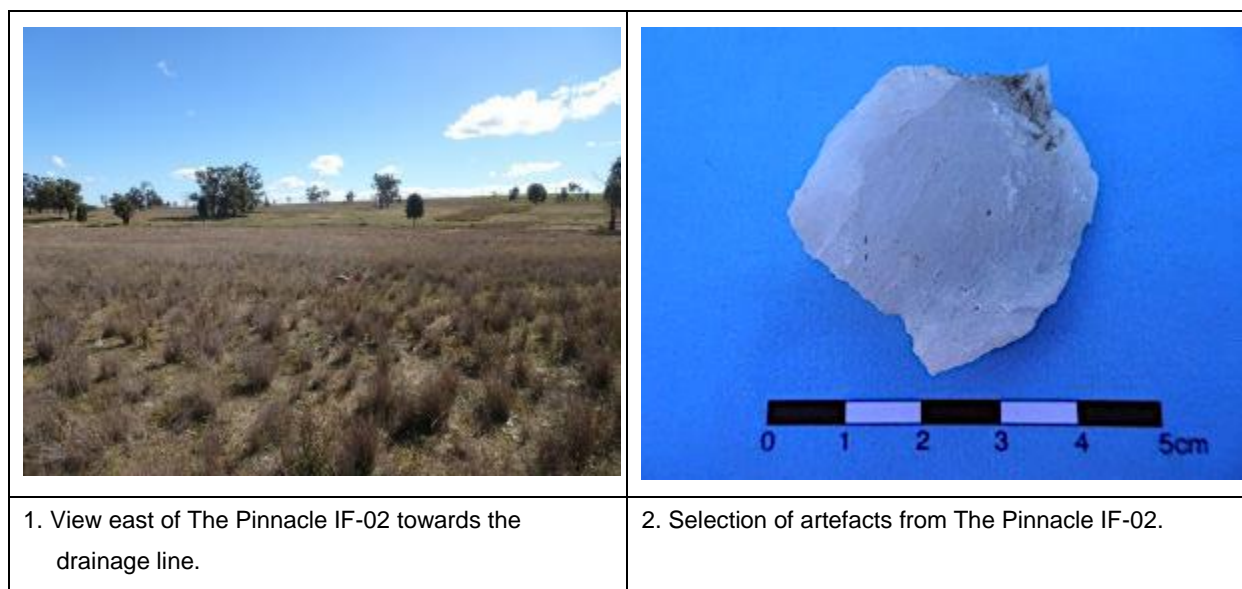 0 1 2 3 4 5cm
1. View east of The Pinnacle IF-02 towards the
drainage line.
2. Selection of artefacts from The Pinnacle IF-02.